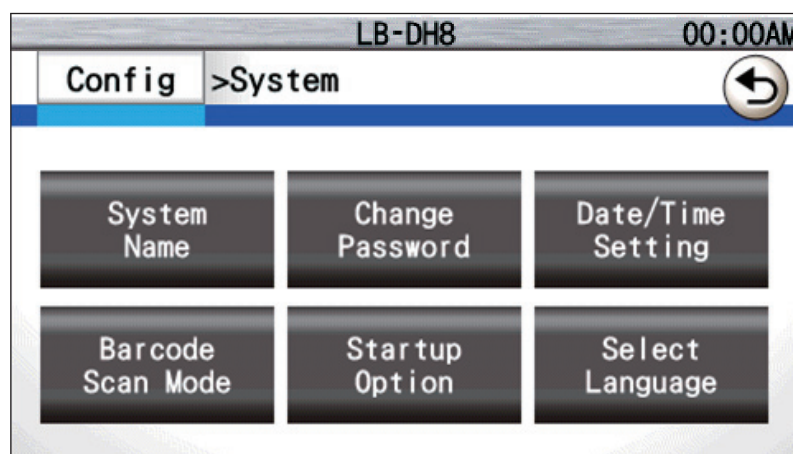 LB-DH8 00:00AM
Config >System
System
Name
Change
Password
Date/Time
Setting
Barcode
Scan Mode
Startup
Option
Select
Language